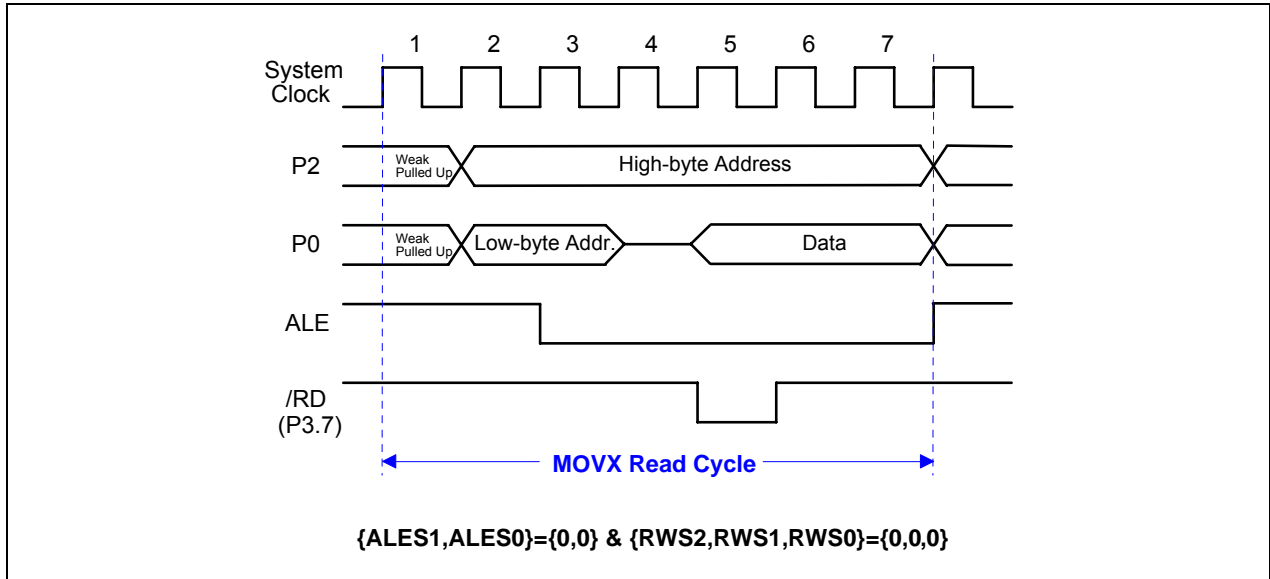 1 2 3 4 5 6 7
System
Clock
P2
Weak
Pulled Up
High-byte Address
P0
Weak
Pulled Up
Low-byte Addr.
Data
ALE
/RD
(P3.7)
MOVX Read Cycle
{ALES1,ALES0}={0,0} & {RWS2,RWS1,RWS0}={0,0,0}